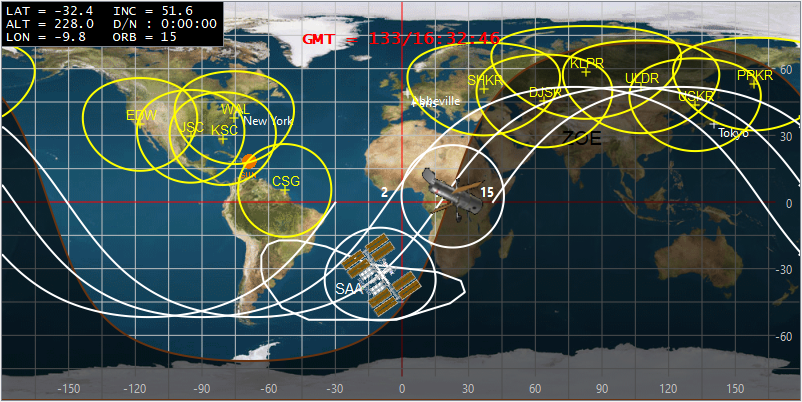 LAT = -32.4 INC = 51.6
ALT = 228.0 D/N : 0:00:00
LON = -9.8 ORB = 15
GMT = 133/16:32:46
60
30
0
-30
-60
SHKR
KLPR
DJSK
ULDR
USKR
PPKR
Abbeville
Tokyo
ZOE
EDW
WAL
JSC
KSC
New York
SUN
CSG
2
15
SAA
-150 -120 -90 -60 -30 0 30 60 90 120 150